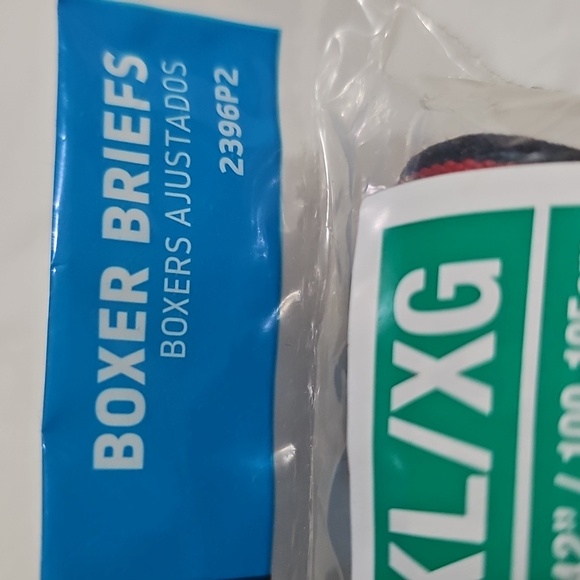 BOXER BRIEFS
BOXERS AJUSTADOS
2396P2
XL/XG